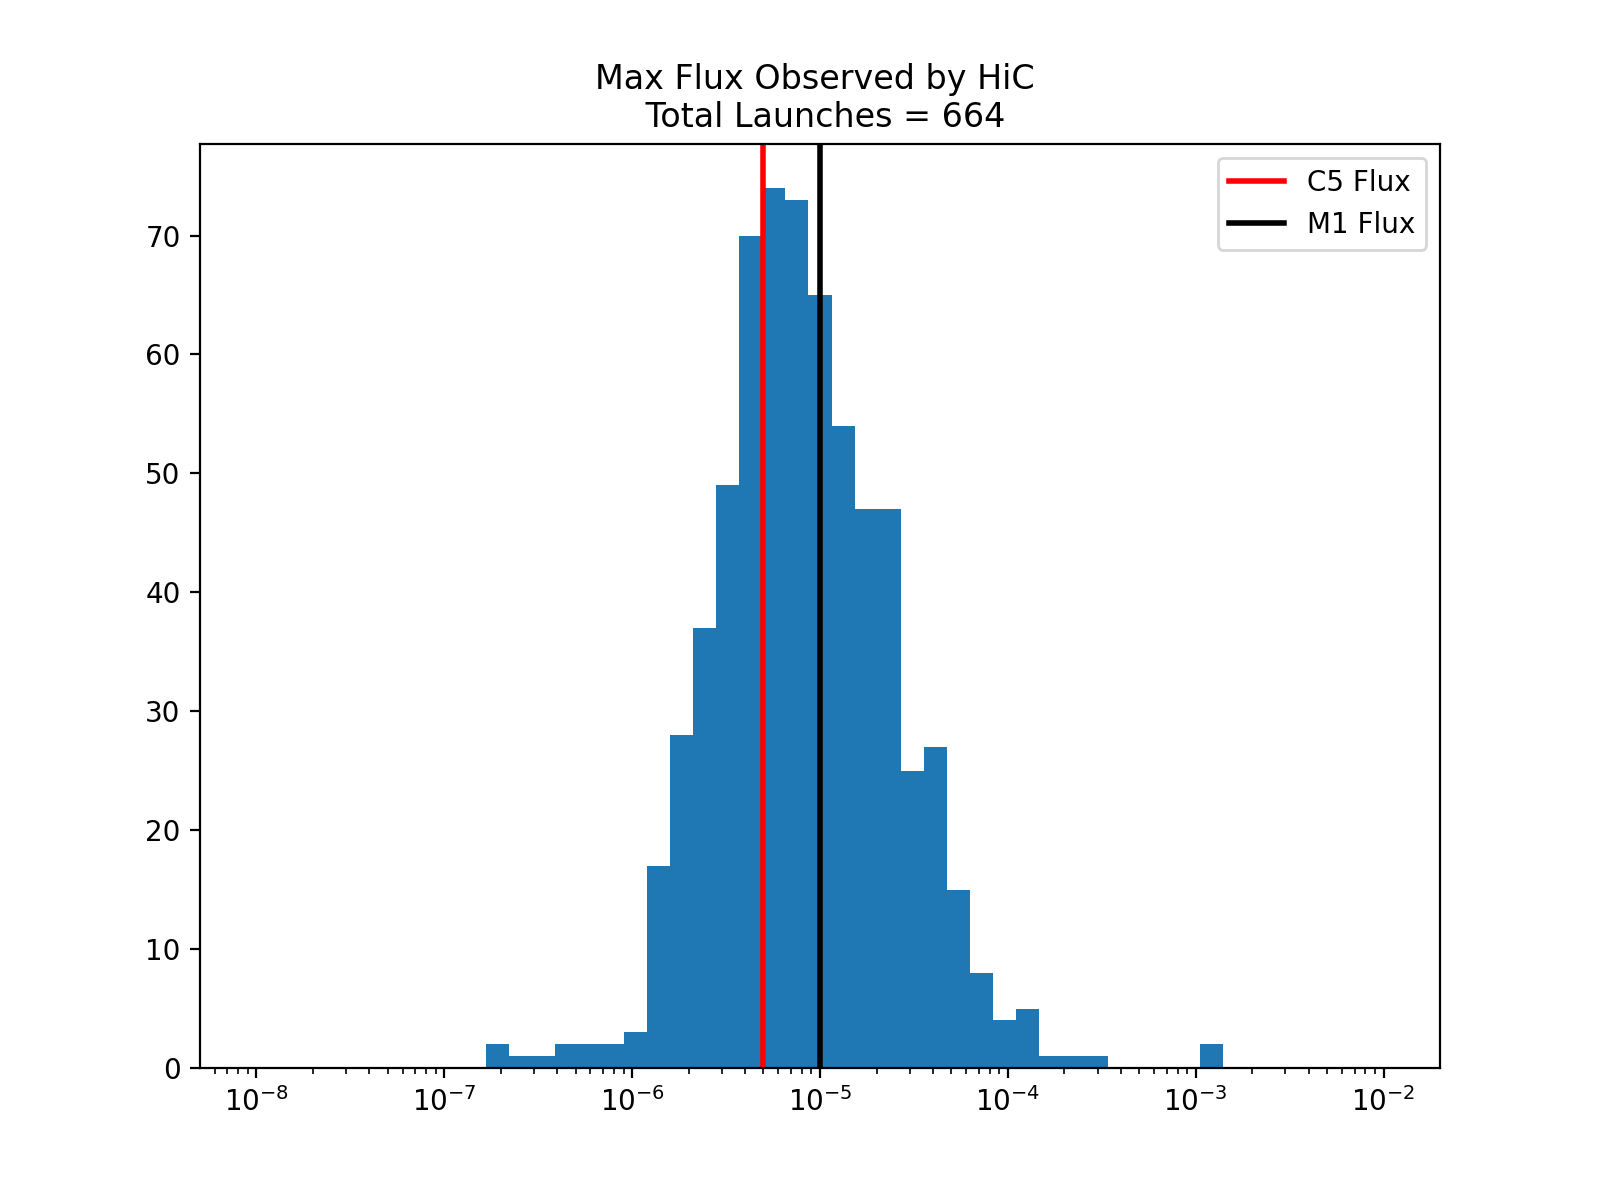 Max Flux Observed by HiC
Total Launches = 664
C5 Flux
M1 Flux
70
60
50
40
30
20
10
0
10⁻⁸ 10⁻⁷ 10⁻⁶ 10⁻⁵ 10⁻⁴ 10⁻³ 10⁻²